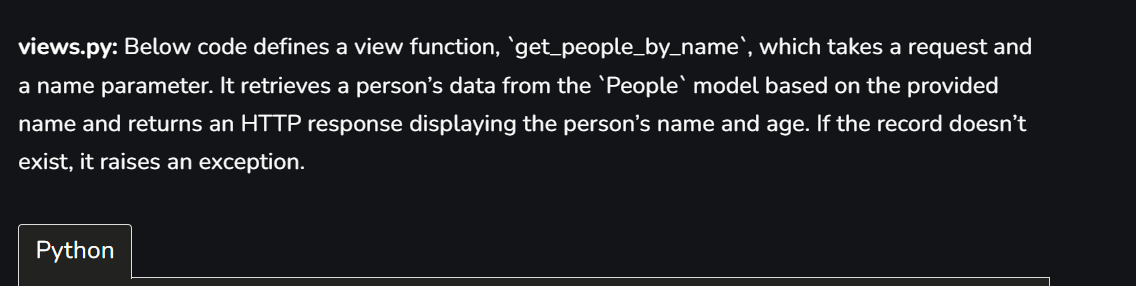 views.py: Below code defines a view function, `get_people_by_name`, which takes a request and
a name parameter. It retrieves a person’s data from the `People` model based on the provided
name and returns an HTTP response displaying the person’s name and age. If the record doesn’t
exist, it raises an exception.
Python